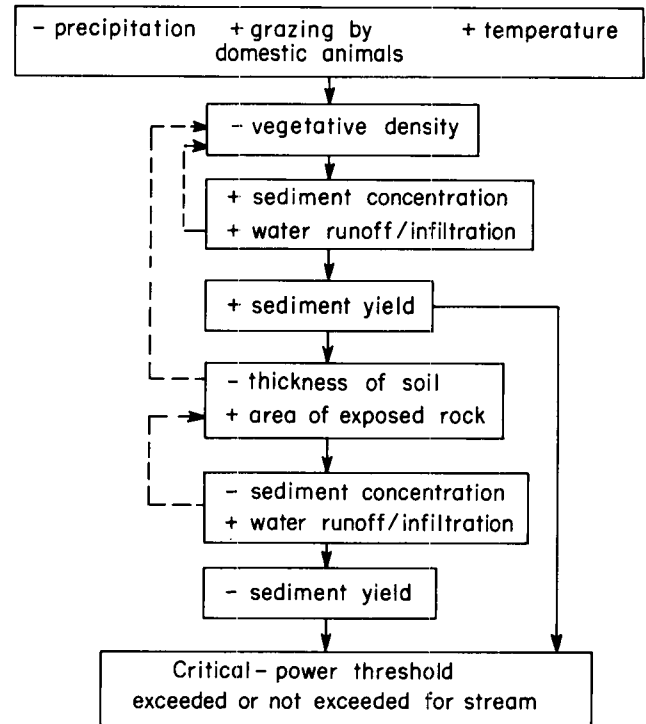 - precipitation + grazing by + temperature
domestic animals
- vegetative density
+ sediment concentration
+ water runoff/infiltration
+ sediment yield
- thickness of soil
+ area of exposed rock
- sediment concentration
+ water runoff/infiltration
- sediment yield
Critical-power threshold
exceeded or not exceeded for stream